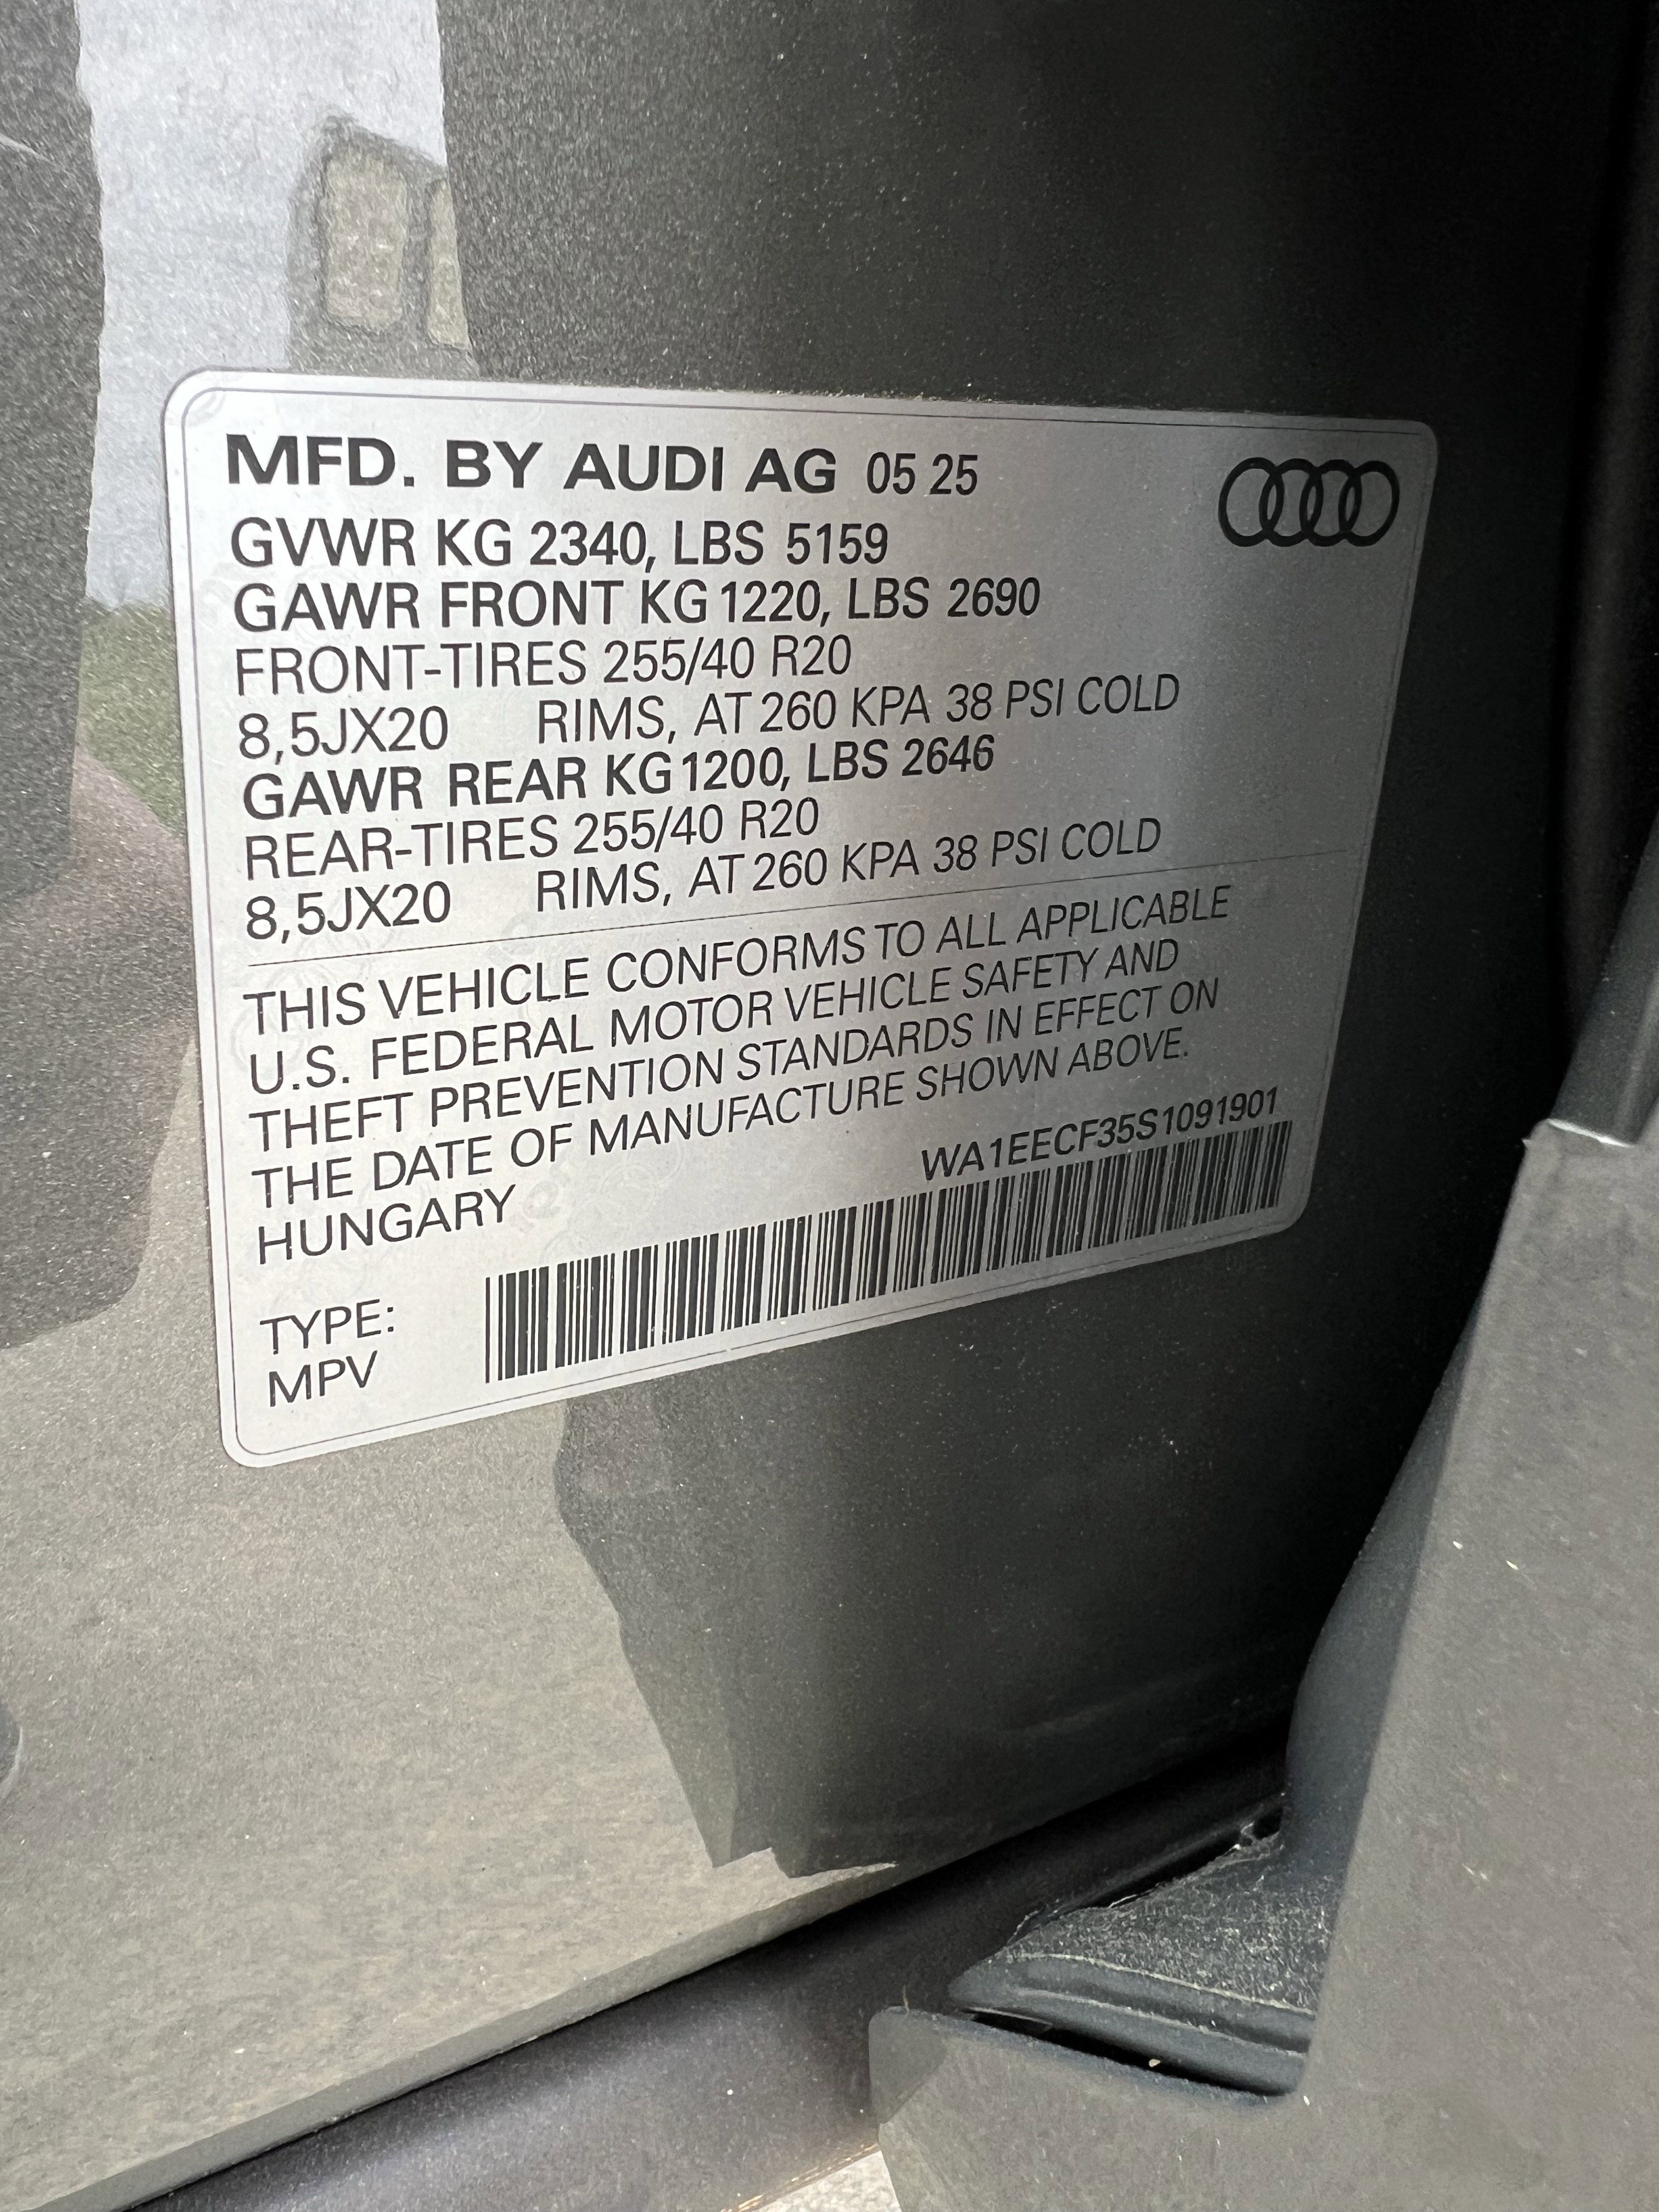 MFD. BY AUDI AG 05 25
GVWR KG 2340, LBS 5159
GAWR FRONT KG 1220, LBS 2690
FRONT-TIRES 255/40 R20
8,5JX20 RIMS, AT 260 KPA 38 PSI COLD
GAWR REAR KG 1200, LBS 2646
REAR-TIRES 255/40 R20
8,5JX20 RIMS, AT 260 KPA 38 PSI COLD
THIS VEHICLE CONFORMS TO ALL APPLICABLE
U.S. FEDERAL MOTOR VEHICLE SAFETY AND
THEFT PREVENTION STANDARDS IN EFFECT ON
THE DATE OF MANUFACTURE SHOWN ABOVE.
HUNGARY
WA1EECF35S1091901
TYPE:
MPV